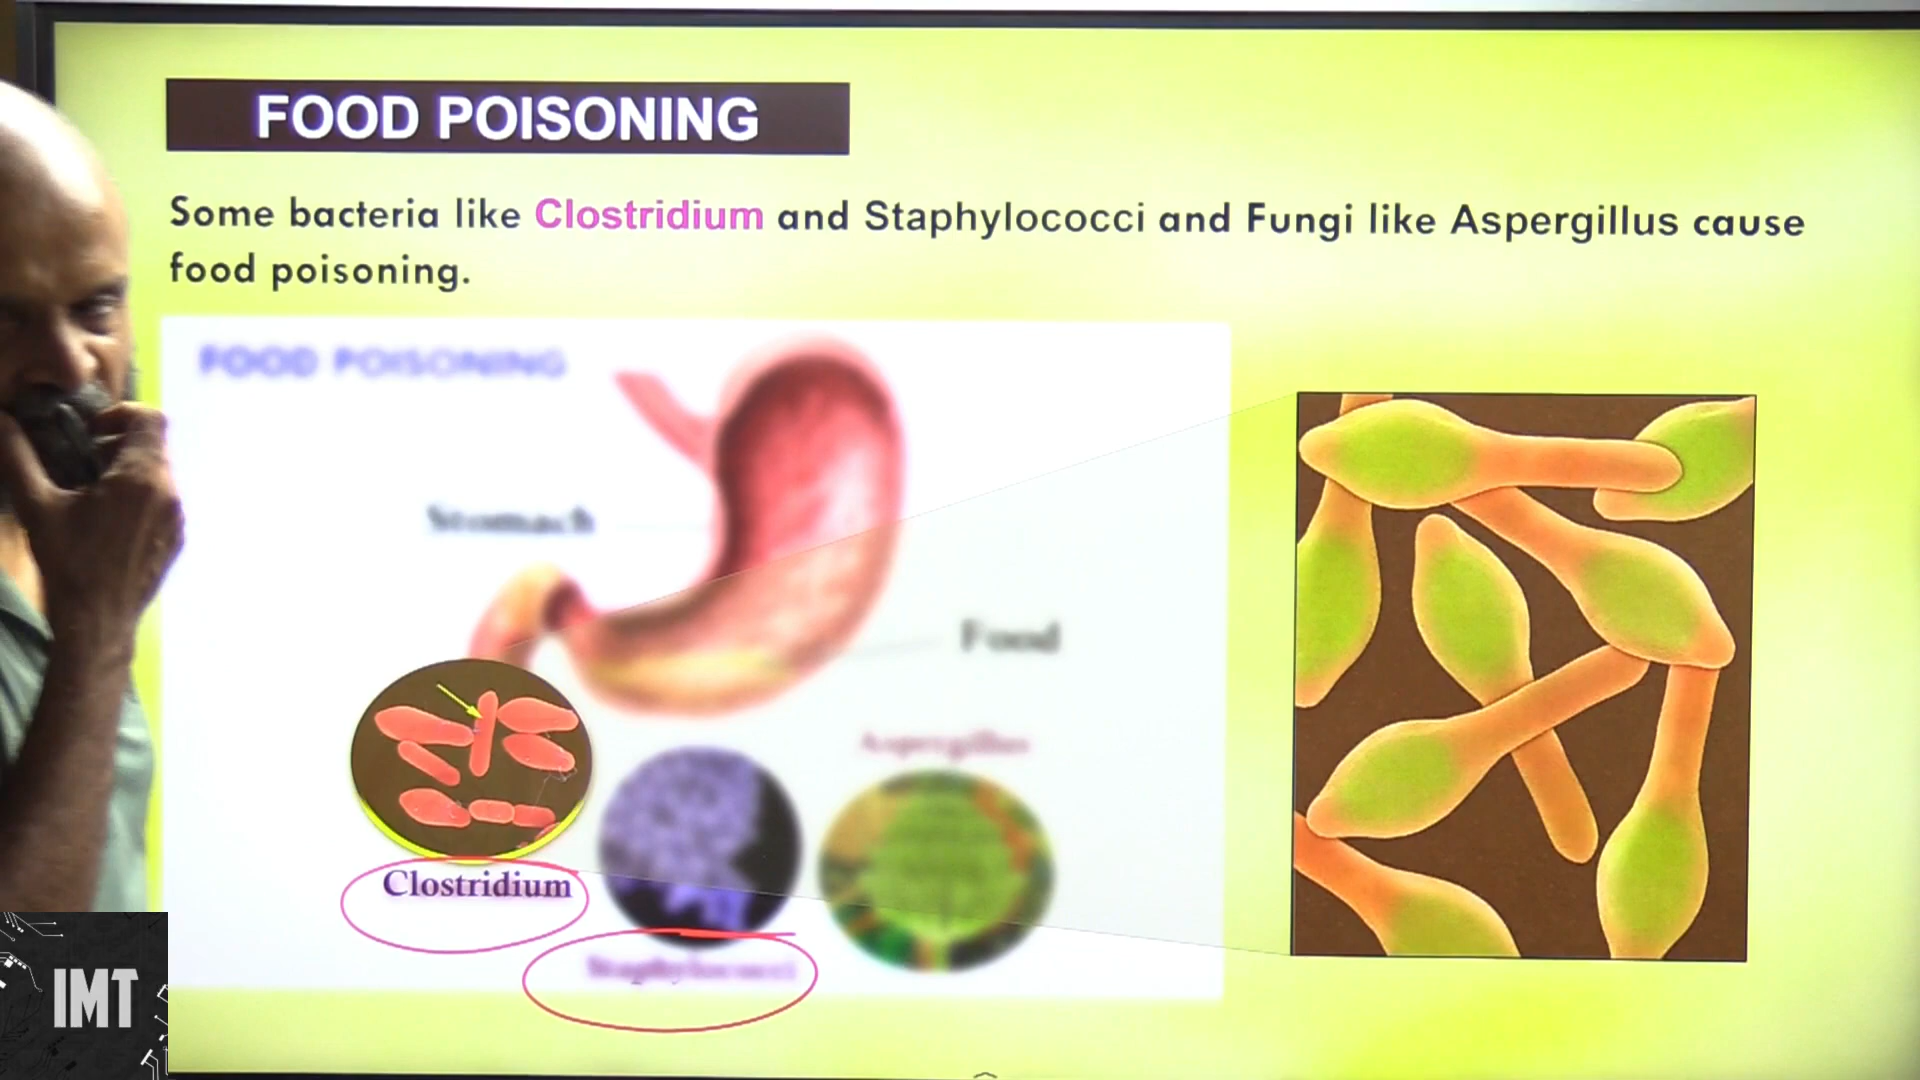 FOOD POISONING
Some bacteria like Clostridium and Staphylococci and Fungi like Aspergillus cause
food poisoning.
FOOD POISONING
Stomach
Food
Aspergillus
Clostridium
Staphylococci
IMT